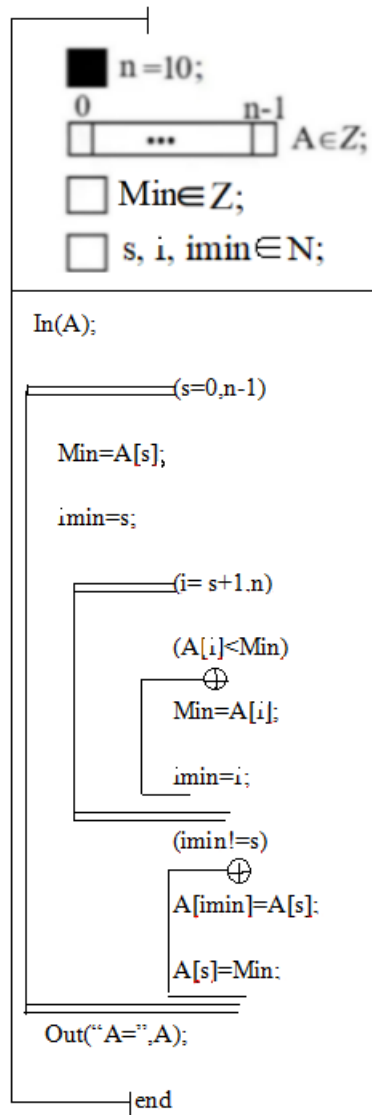 n =10;
0 n-1
... A∈Z;
Min∈Z;
s, i, imin∈N;
In(A);
(s=0,n-1)
Min=A[s];
imin=s;
(i= s+1,n)
(A[i]<Min)
Min=A[i];
imin=i;
(imin!=s)
A[imin]=A[s];
A[s]=Min;
Out(“A=”,A);
end